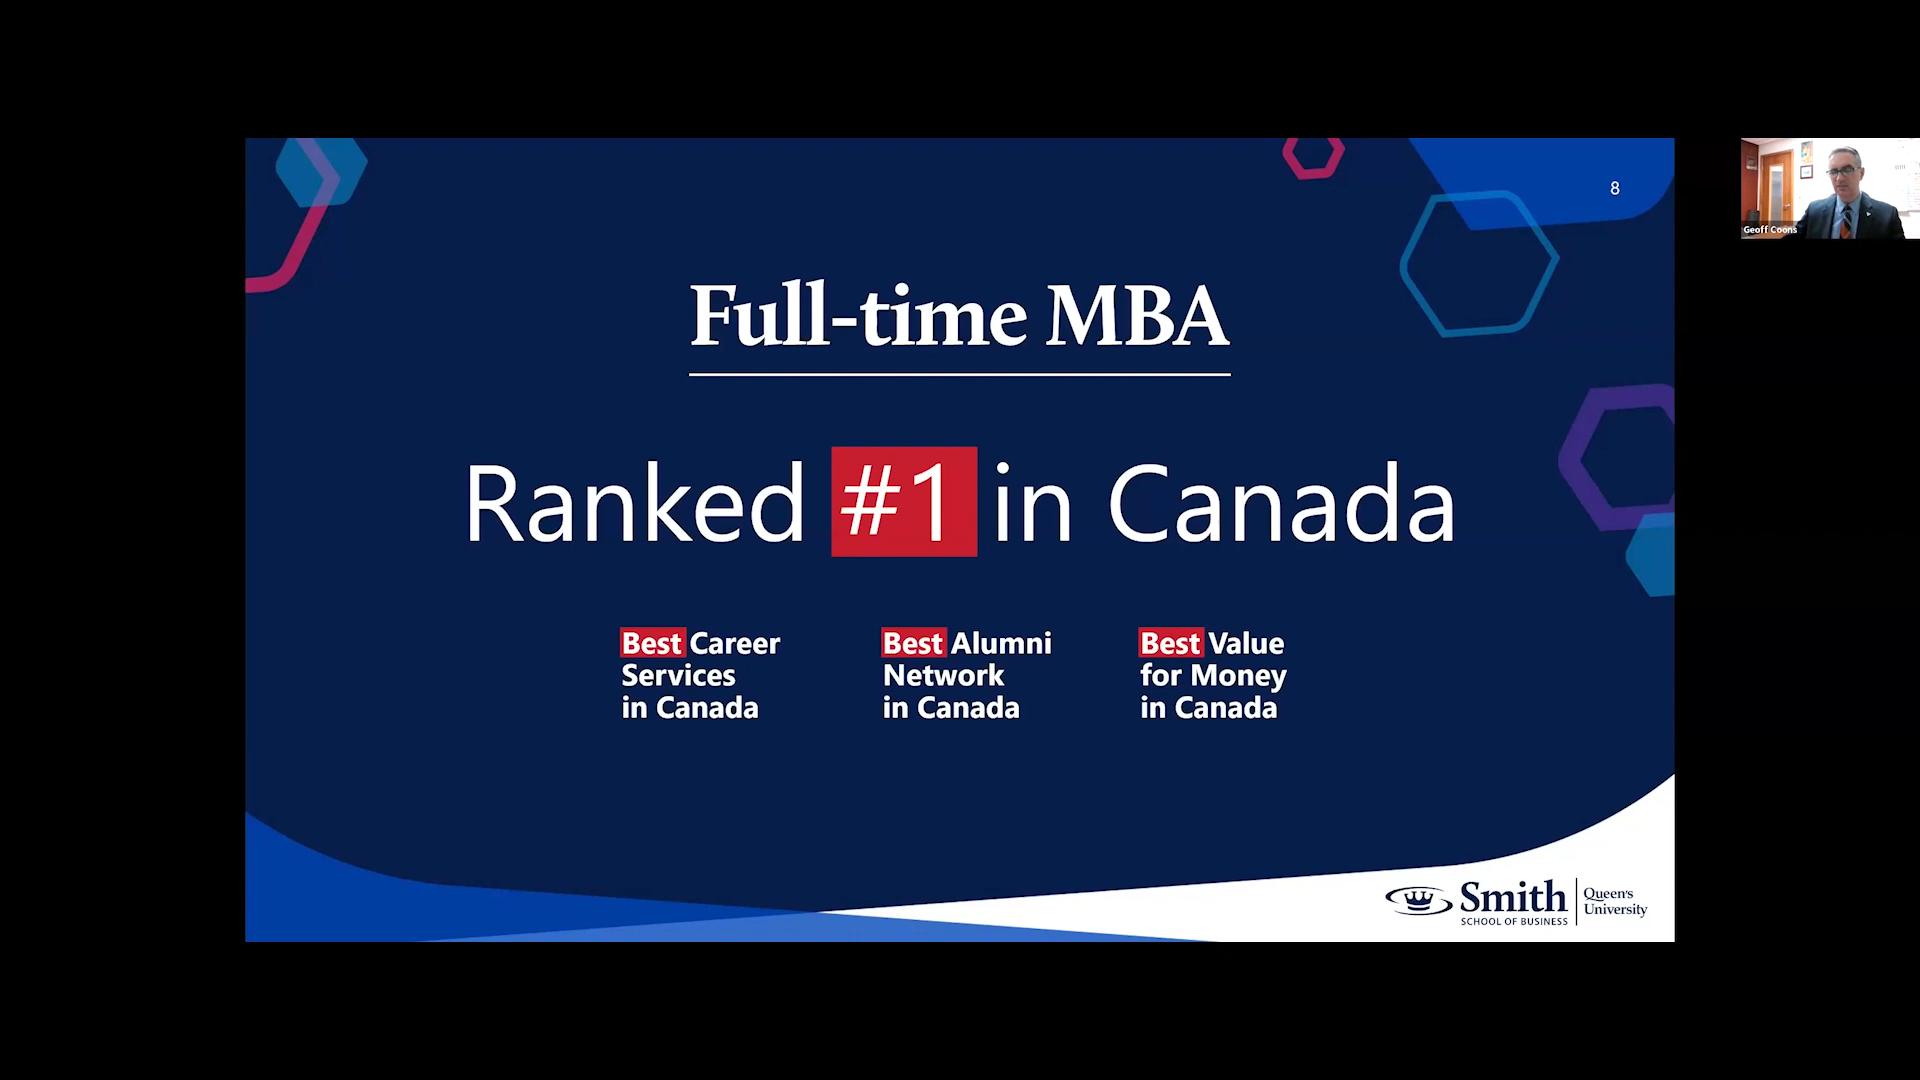 8
Full-time MBA
Ranked #1 in Canada
Best Career
Services
in Canada
Best Alumni
Network
in Canada
Best Value
for Money
in Canada
Smith
SCHOOL OF BUSINESS
Queen's
University
Geoff Coons